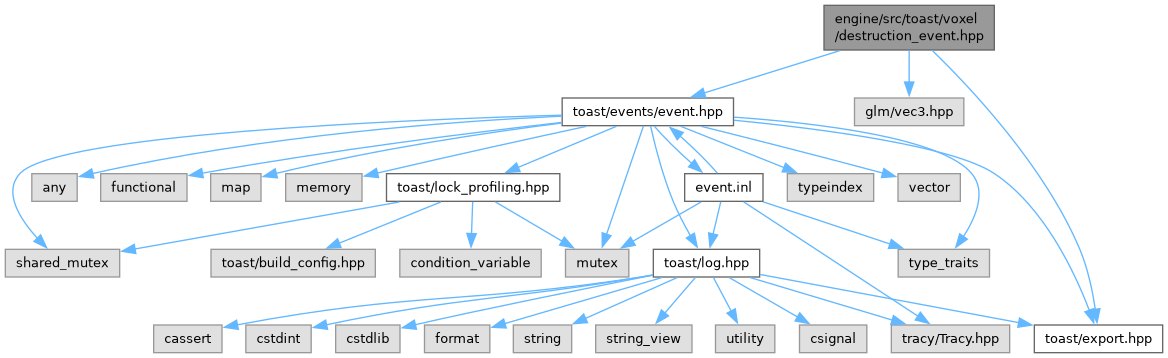 engine/src/toast/voxel
/destruction_event.hpp
toast/events/event.hpp
glm/vec3.hpp
any
functional
map
memory
toast/lock_profiling.hpp
event.inl
typeindex
vector
shared_mutex
toast/build_config.hpp
condition_variable
mutex
toast/log.hpp
type_traits
cassert
cstdint
cstdlib
format
string
string_view
utility
csignal
tracy/Tracy.hpp
toast/export.hpp